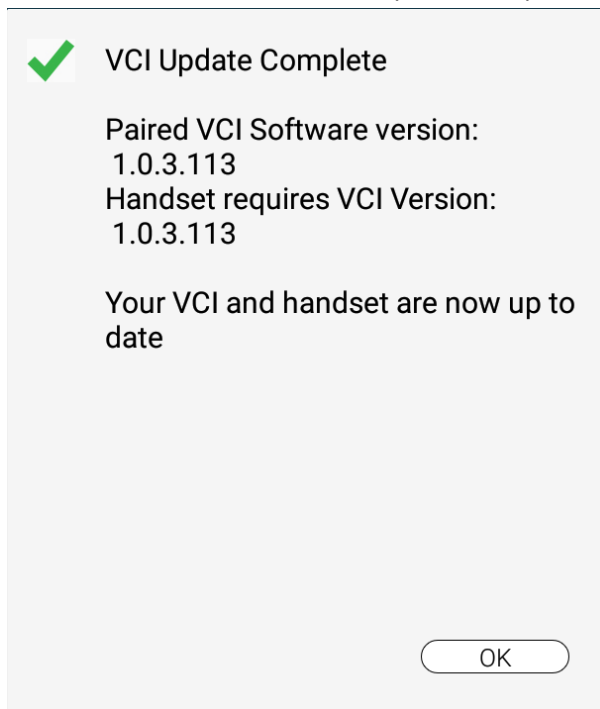 VCI Update Complete
Paired VCI Software version:
1.0.3.113
Handset requires VCI Version:
1.0.3.113
Your VCI and handset are now up to
date
OK